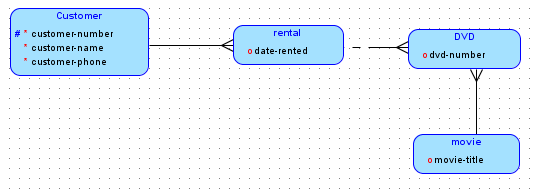 Customer
# * customer-number
* customer-name
* customer-phone
rental
o date-rented
DVD
o dvd-number
movie
o movie-title